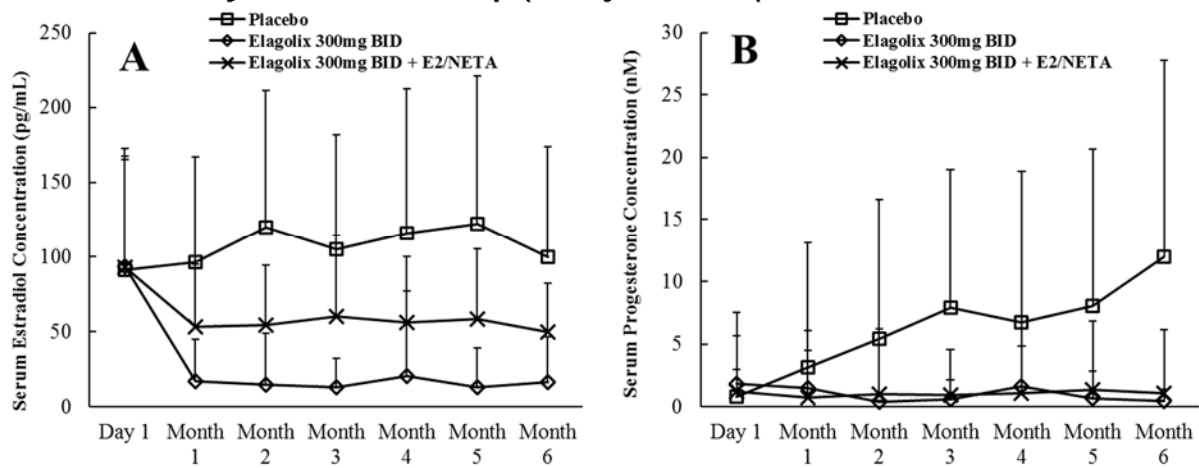 Placebo
Elagolix 300mg BID
Elagolix 300mg BID + E2/NETA
A
Serum Estradiol Concentration (pg/mL)
250
200
150
100
50
0
Day 1 Month 1 Month 2 Month 3 Month 4 Month 5 Month 6
Placebo
Elagolix 300mg BID
Elagolix 300mg BID + E2/NETA
B
Serum Progesterone Concentration (nM)
30
25
20
15
10
5
0
Day 1 Month 1 Month 2 Month 3 Month 4 Month 5 Month 6